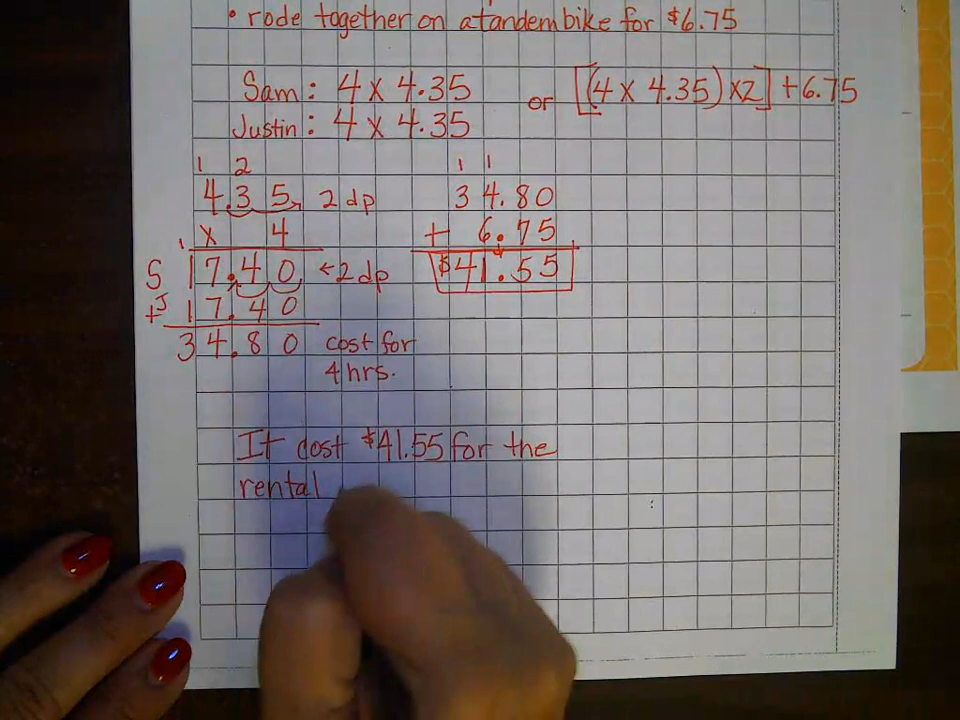 • rode together on a tandem bike for $6.75
Sam: 4 x 4.35
or [(4 x 4.35) x 2] + 6.75
Justin: 4 x 4.35
1 2
4.35 2 dp
x 4
1
S 17.40 ← 2 dp
+J 17.40
34.80 cost for
4 hrs.
1 1
34.80
+ 6.75
$41.55
It cost $41.55 for the
rental